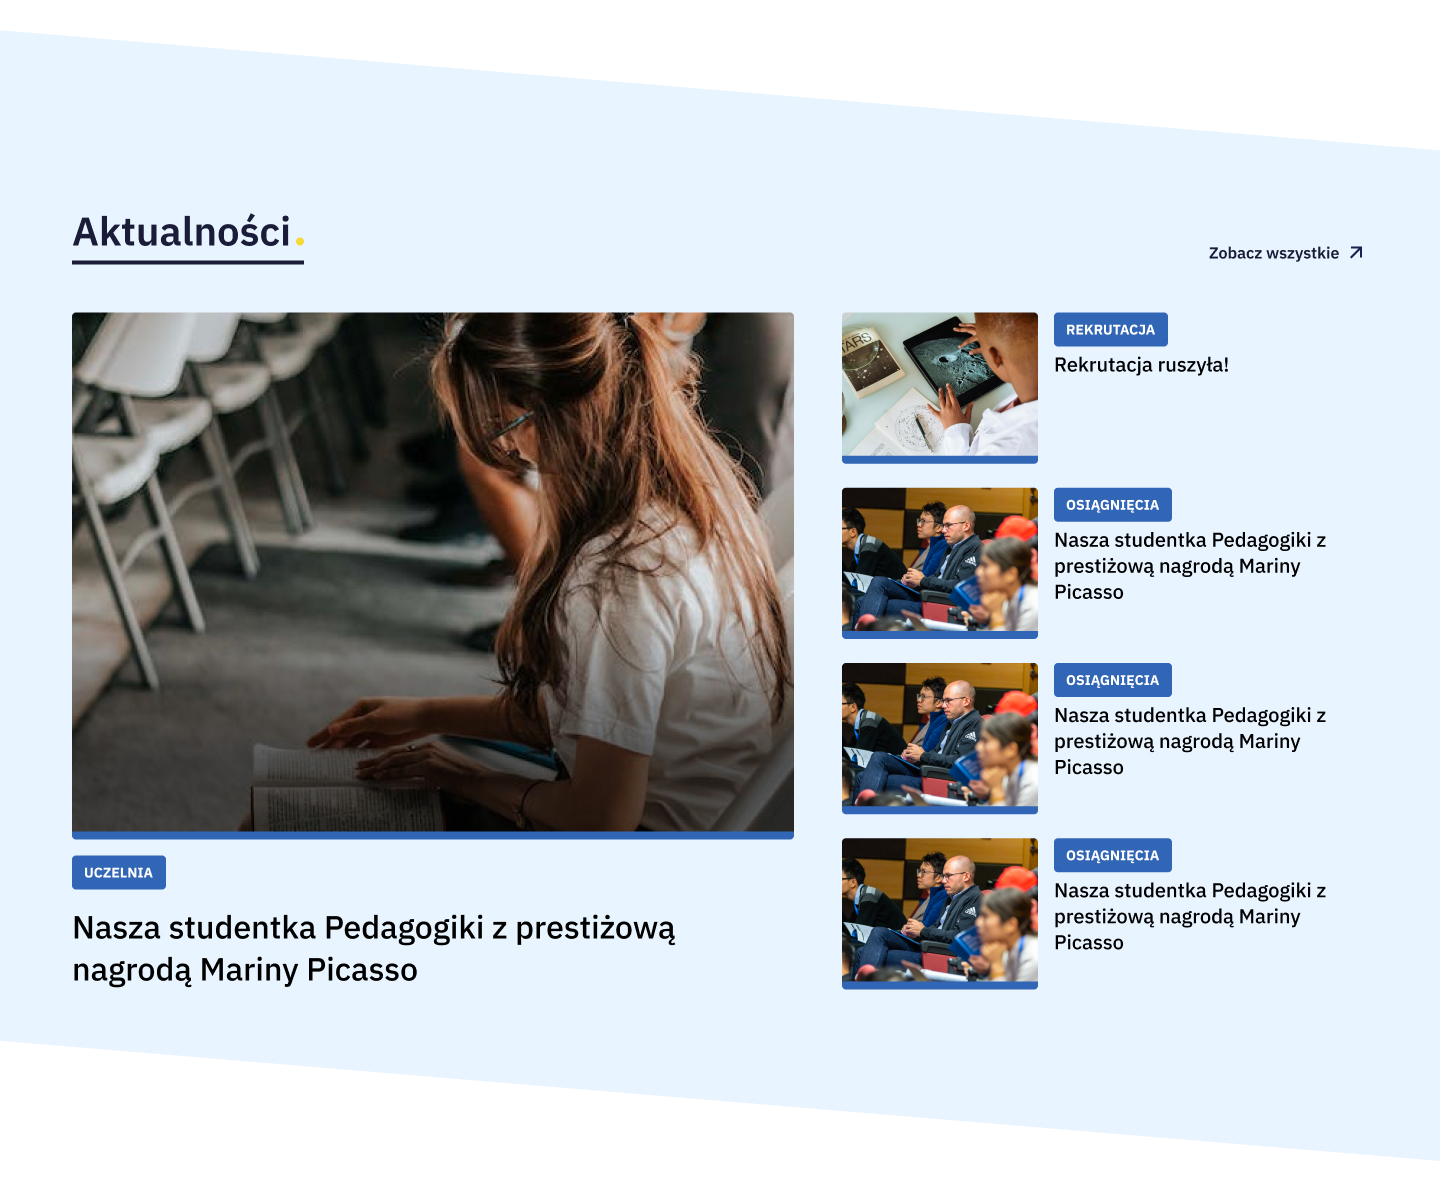 Aktualności.
Zobacz wszystkie
UCZELNIA
Nasza studentka Pedagogiki z prestiżową
nagrodą Mariny Picasso
TARS
REKRUTACJA
Rekrutacja ruszyła!
OSIĄGNIĘCIA
Nasza studentka Pedagogiki z
prestiżową nagrodą Mariny
Picasso
OSIĄGNIĘCIA
Nasza studentka Pedagogiki z
prestiżową nagrodą Mariny
Picasso
OSIĄGNIĘCIA
Nasza studentka Pedagogiki z
prestiżową nagrodą Mariny
Picasso